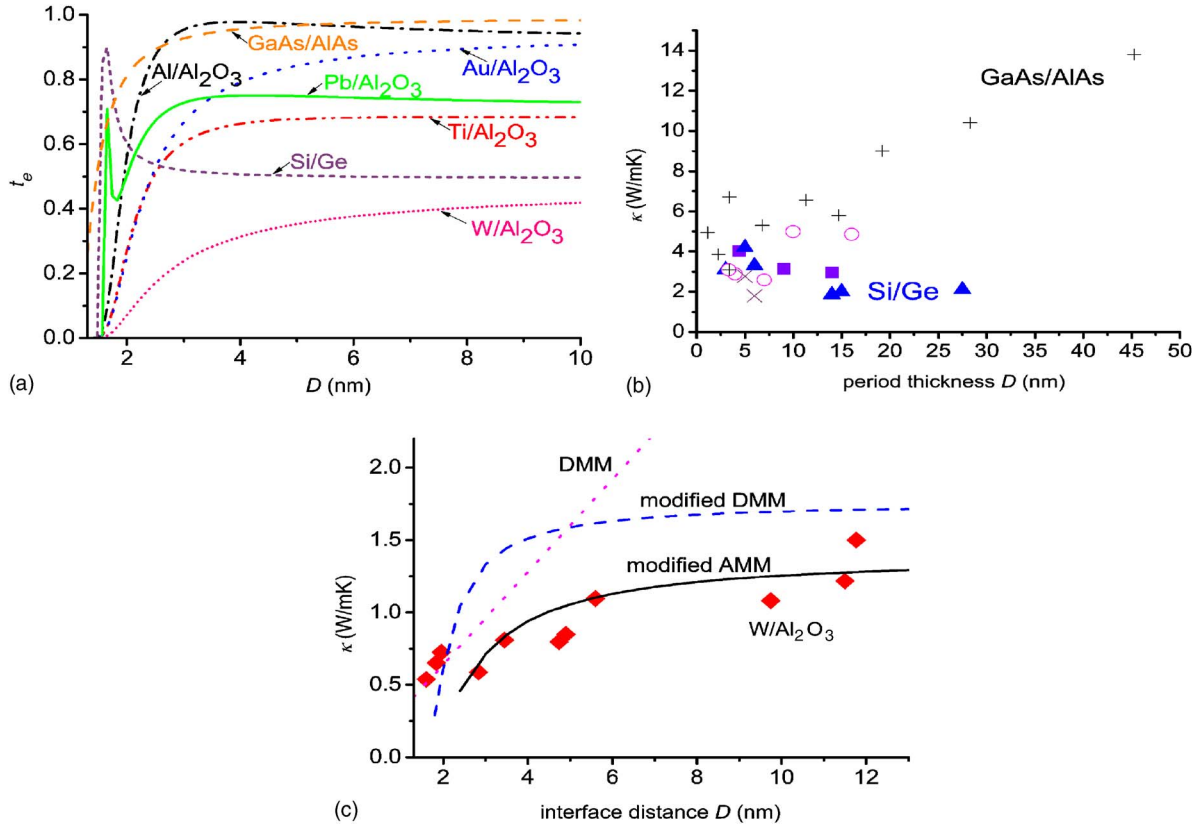 1.0
0.8
0.6
0.4
0.2
0.0
t_e
GaAs/AlAs
Al/Al₂O₃
Au/Al₂O₃
Pb/Al₂O₃
Ti/Al₂O₃
Si/Ge
W/Al₂O₃
2 4 6 8 10
D (nm)
(a)
14
12
10
8
6
4
2
0
κ (W/mK)
GaAs/AlAs
Si/Ge
0 5 10 15 20 25 30 35 40 45 50
period thickness D (nm)
(b)
2.0
1.5
1.0
0.5
0.0
κ (W/mK)
DMM
modified DMM
modified AMM
W/Al₂O₃
2 4 6 8 10 12
interface distance D (nm)
(c)